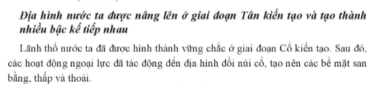 Địa hình nước ta được nâng lên ở giai đoạn Tân kiến tạo và tạo thành
nhiều bậc kế tiếp nhau
Lãnh thổ nước ta đã được hình thành vững chắc ở giai đoạn Cổ kiến tạo. Sau đó,
các hoạt động ngoại lực đã tác động đến địa hình đồi núi cổ, tạo nên các bề mặt san
bằng, thấp và thoải.